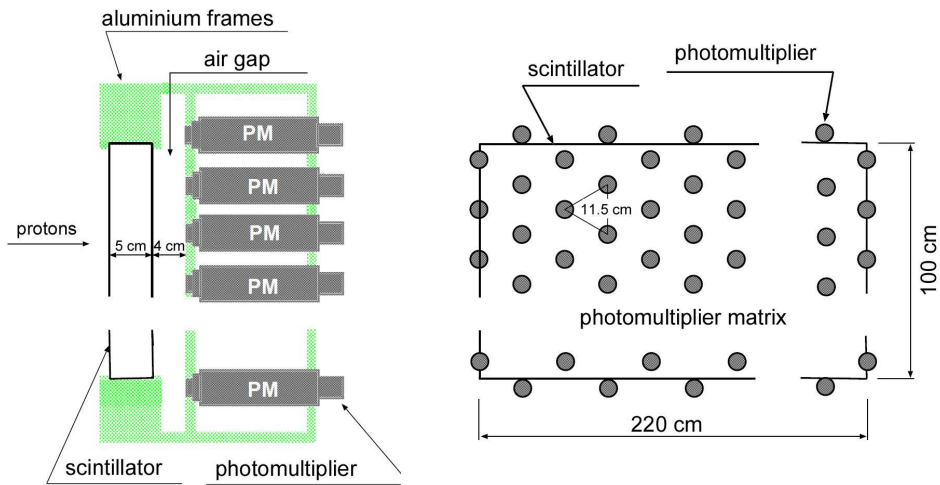 aluminium frames
air gap
PM
PM
PM
PM
protons
5 cm
4 cm
PM
scintillator
photomultiplier
photomultiplier
scintillator
11.5 cm
photomultiplier matrix
100 cm
220 cm